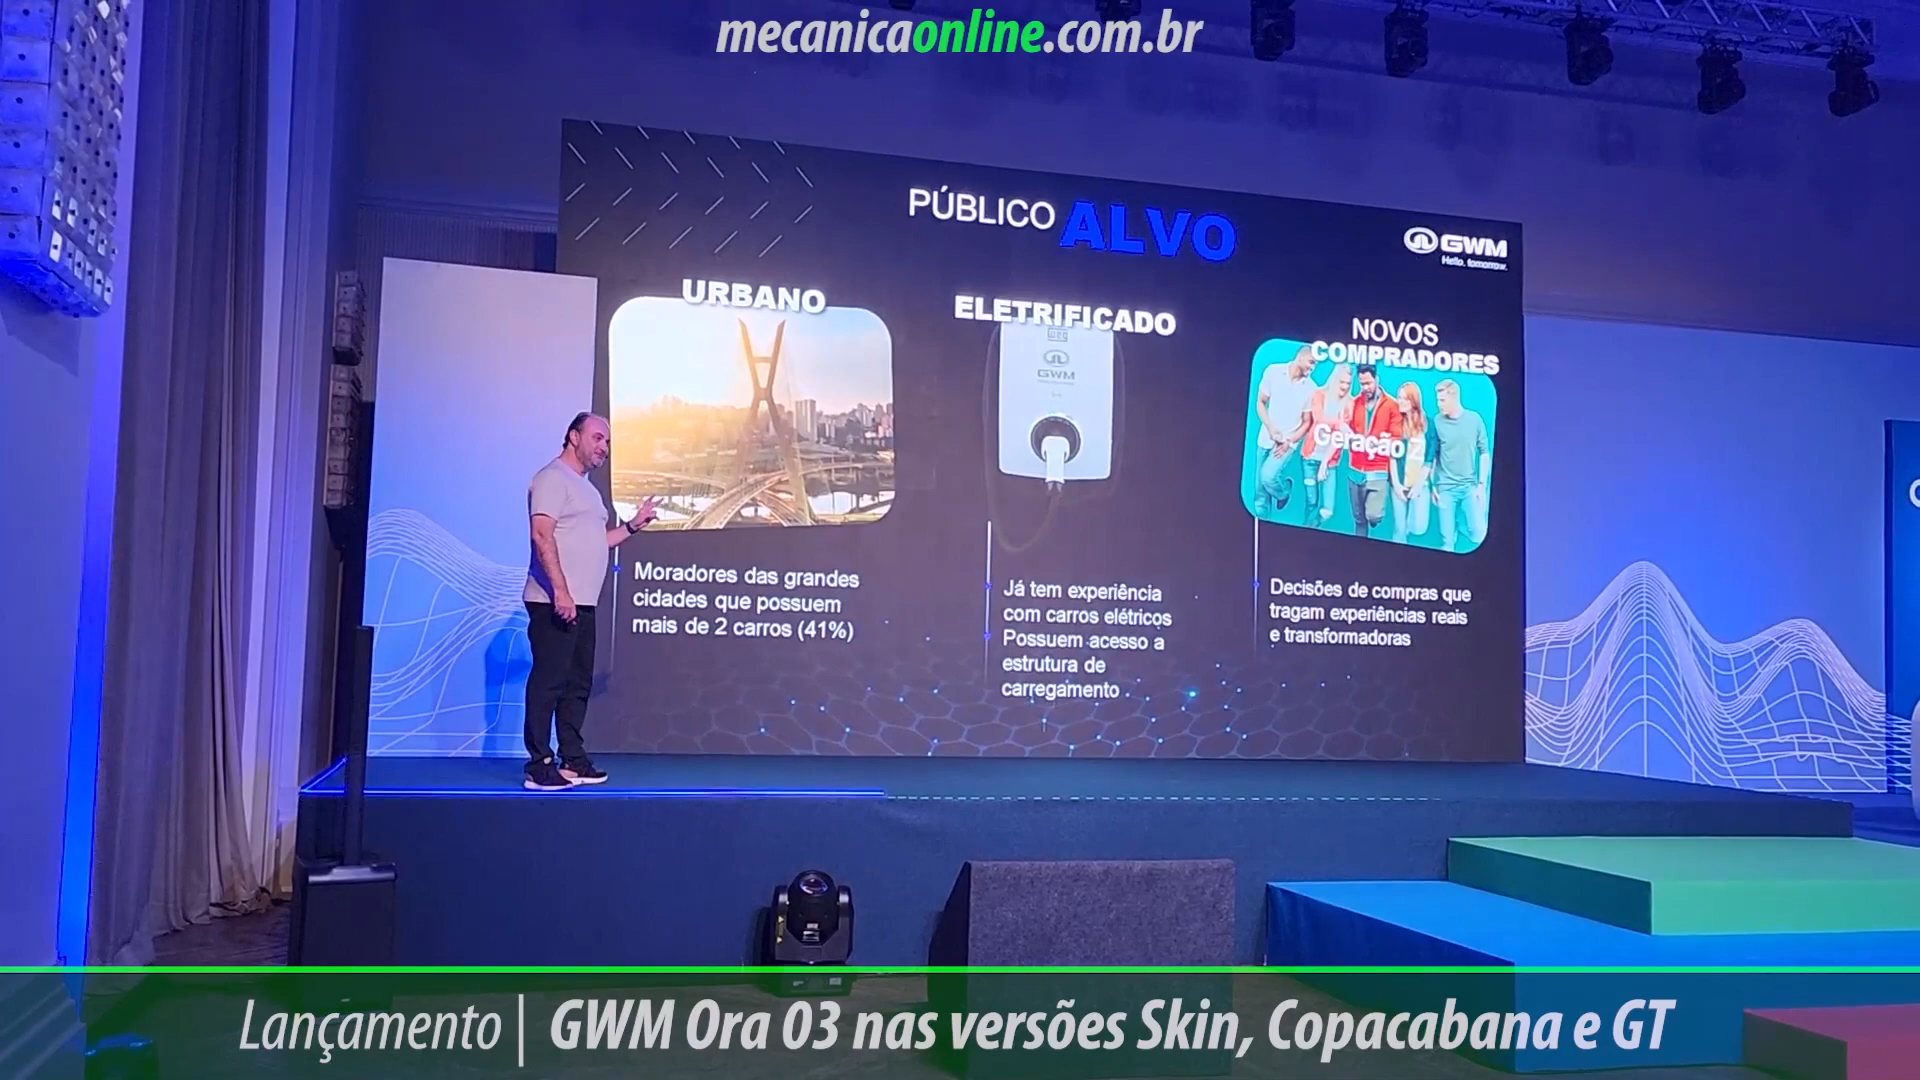 mecanicaonline.com.br
PÚBLICO ALVO
GWM
Hello. tomorrow.
URBANO
Moradores das grandes
cidades que possuem
mais de 2 carros (41%)
ELETRIFICADO
GWM
Já tem experiência
com carros elétricos
Possuem acesso a
estrutura de
carregamento
NOVOS
COMPRADORES
Geração Z
Decisões de compras que
tragam experiências reais
e transformadoras
Lançamento | GWM Ora 03 nas versões Skin, Copacabana e GT